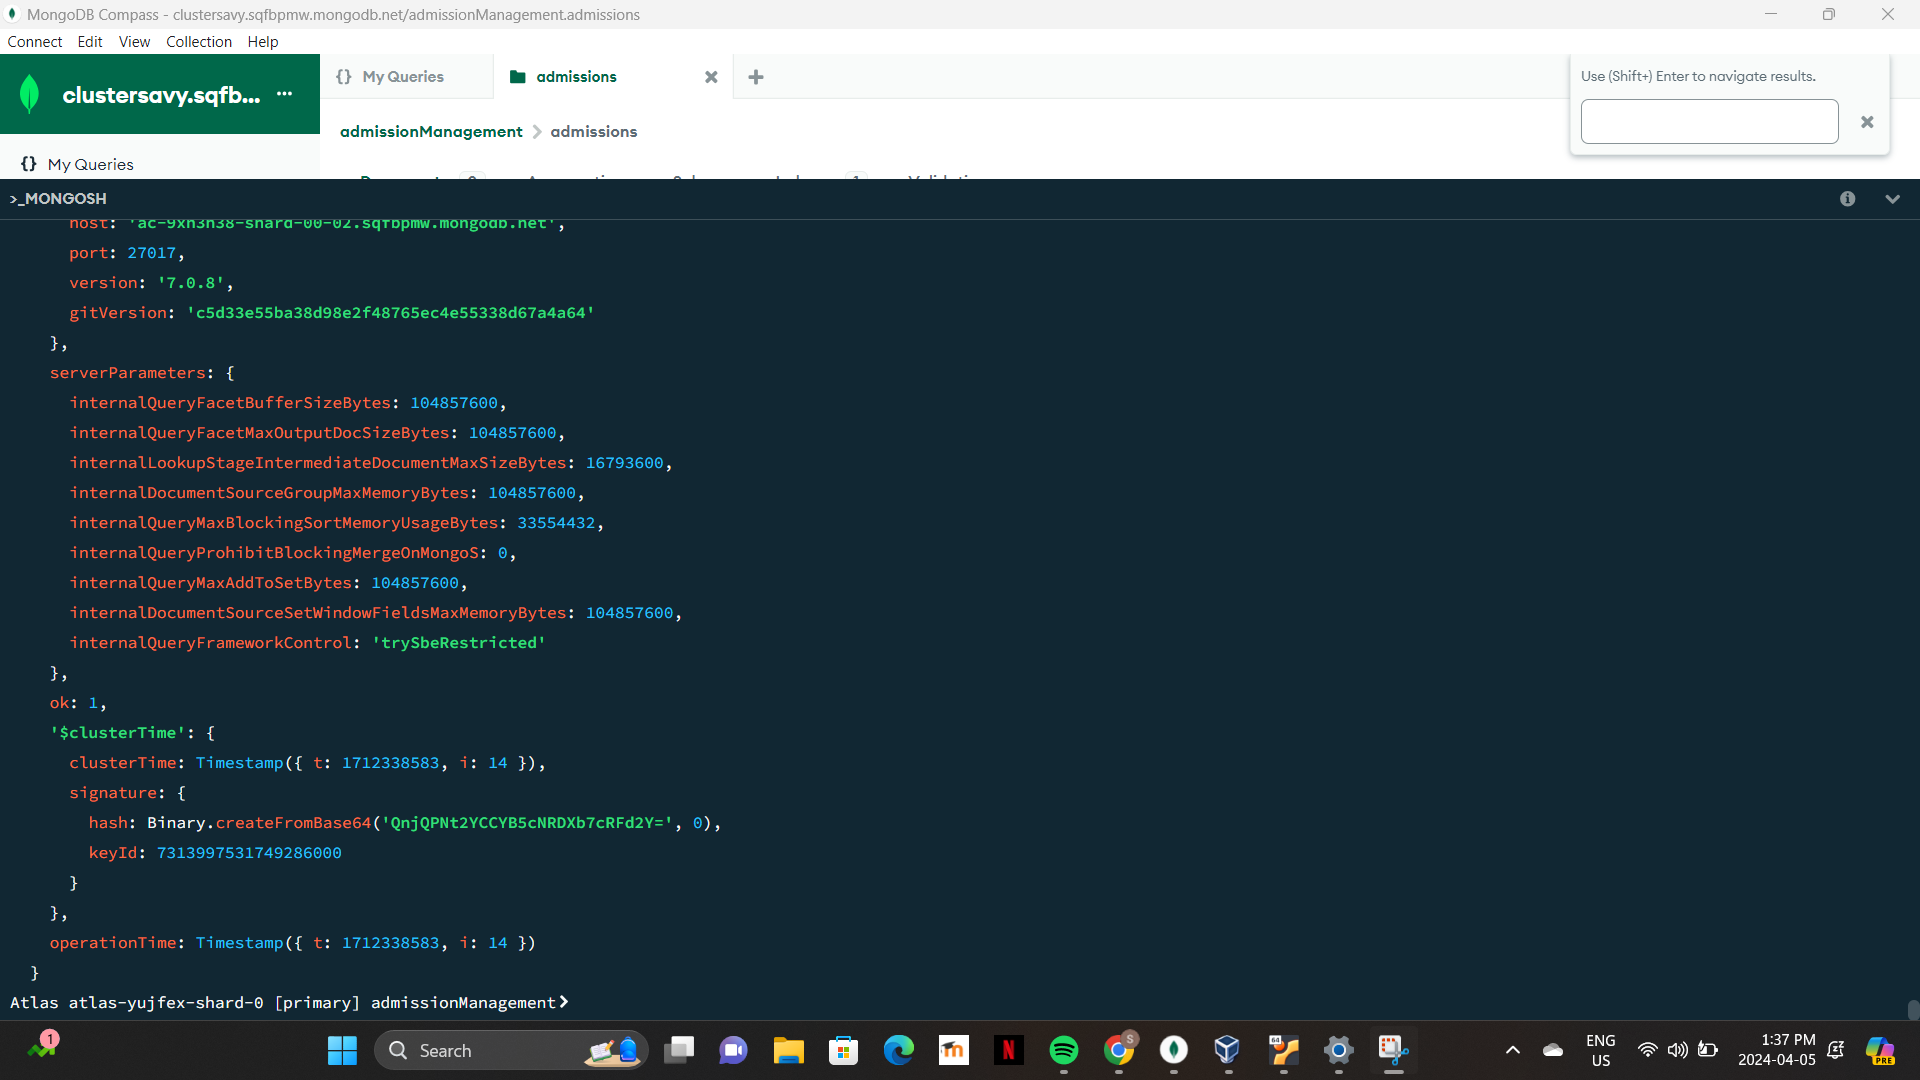 MongoDB Compass - clustersavy.sqfbpmw.mongodb.net/admissionManagement.admissions
Connect Edit View Collection Help
clustersavy.sqfb... ...
{} My Queries
admissions
Use (Shift+) Enter to navigate results.
admissionManagement > admissions
{} My Queries
>_MONGOSH
host: 'ac-9xh3h38-shard-00-02.sqfbpmw.mongodb.net',
port: 27017,
version: '7.0.8',
gitVersion: 'c5d33e55ba38d98e2f48765ec4e55338d67a4a64'
},
serverParameters: {
internalQueryFacetBufferSizeBytes: 104857600,
internalQueryFacetMaxOutputDocSizeBytes: 104857600,
internalLookupStageIntermediateDocumentMaxSizeBytes: 16793600,
internalDocumentSourceGroupMaxMemoryBytes: 104857600,
internalQueryMaxBlockingSortMemoryUsageBytes: 33554432,
internalQueryProhibitBlockingMergeOnMongoS: 0,
internalQueryMaxAddToSetBytes: 104857600,
internalDocumentSourceSetWindowFieldsMaxMemoryBytes: 104857600,
internalQueryFrameworkControl: 'trySbeRestricted'
},
ok: 1,
'$clusterTime': {
clusterTime: Timestamp({ t: 1712338583, i: 14 }),
signature: {
hash: Binary.createFromBase64('QnjQPNt2YCCYB5cNRDXb7cRFd2Y=', 0),
keyId: 7313997531749286000
}
},
operationTime: Timestamp({ t: 1712338583, i: 14 })
}
Atlas atlas-yujfex-shard-0 [primary] admissionManagement>
1
Search
m
N
S
64
ENG
US
1:37 PM
2024-04-05
PRE